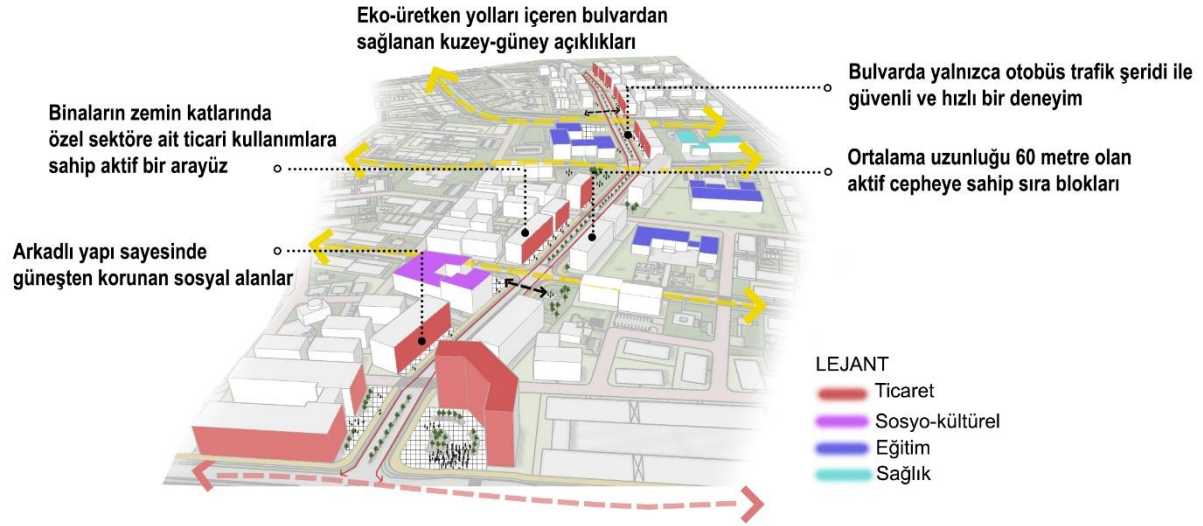 Eko-üretken yolları içeren bulvardan
sağlanan kuzey-güney açıklıkları
Bulvarda yalnızca otobüs trafik şeridi ile
güvenli ve hızlı bir deneyim
Binaların zemin katlarında
özel sektöre ait ticari kullanımlara
sahip aktif bir arayüz
Ortalama uzunluğu 60 metre olan
aktif cepheye sahip sıra blokları
Arkadlı yapı sayesinde
güneşten korunan sosyal alanlar
LEJANT
Ticaret
Sosyo-kültürel
Eğitim
Sağlık